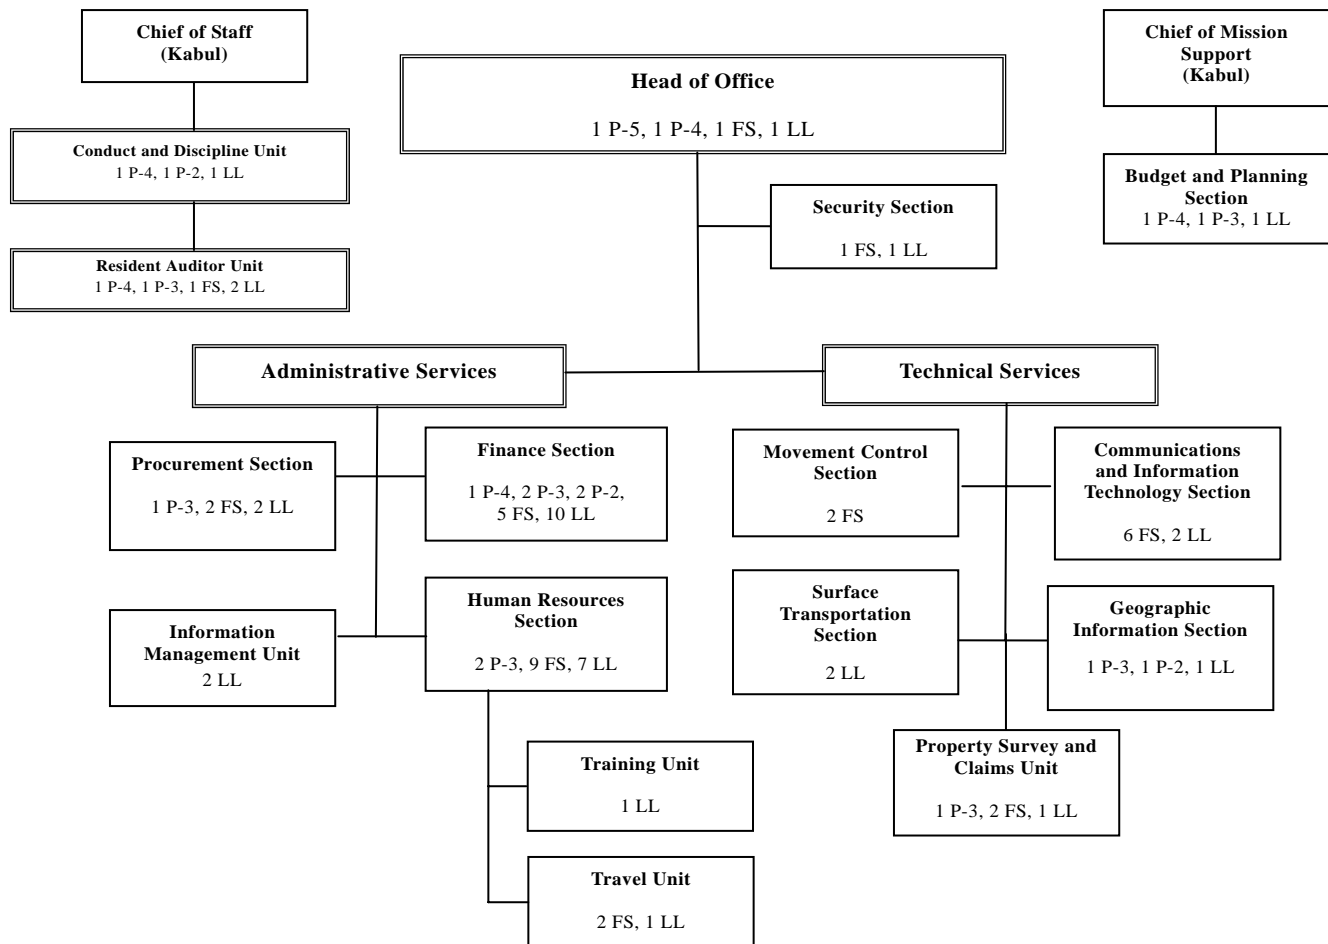 Chief of Staff
(Kabul)
Conduct and Discipline Unit
1 P-4, 1 P-2, 1 LL
Resident Auditor Unit
1 P-4, 1 P-3, 1 FS, 2 LL
Head of Office
1 P-5, 1 P-4, 1 FS, 1 LL
Chief of Mission
Support
(Kabul)
Budget and Planning
Section
1 P-4, 1 P-3, 1 LL
Security Section
1 FS, 1 LL
Administrative Services
Technical Services
Procurement Section
1 P-3, 2 FS, 2 LL
Finance Section
1 P-4, 2 P-3, 2 P-2,
5 FS, 10 LL
Information
Management Unit
2 LL
Human Resources
Section
2 P-3, 9 FS, 7 LL
Training Unit
1 LL
Travel Unit
2 FS, 1 LL
Movement Control
Section
2 FS
Communications
and Information
Technology Section
6 FS, 2 LL
Surface
Transportation
Section
2 LL
Geographic
Information Section
1 P-3, 1 P-2, 1 LL
Property Survey and
Claims Unit
1 P-3, 2 FS, 1 LL